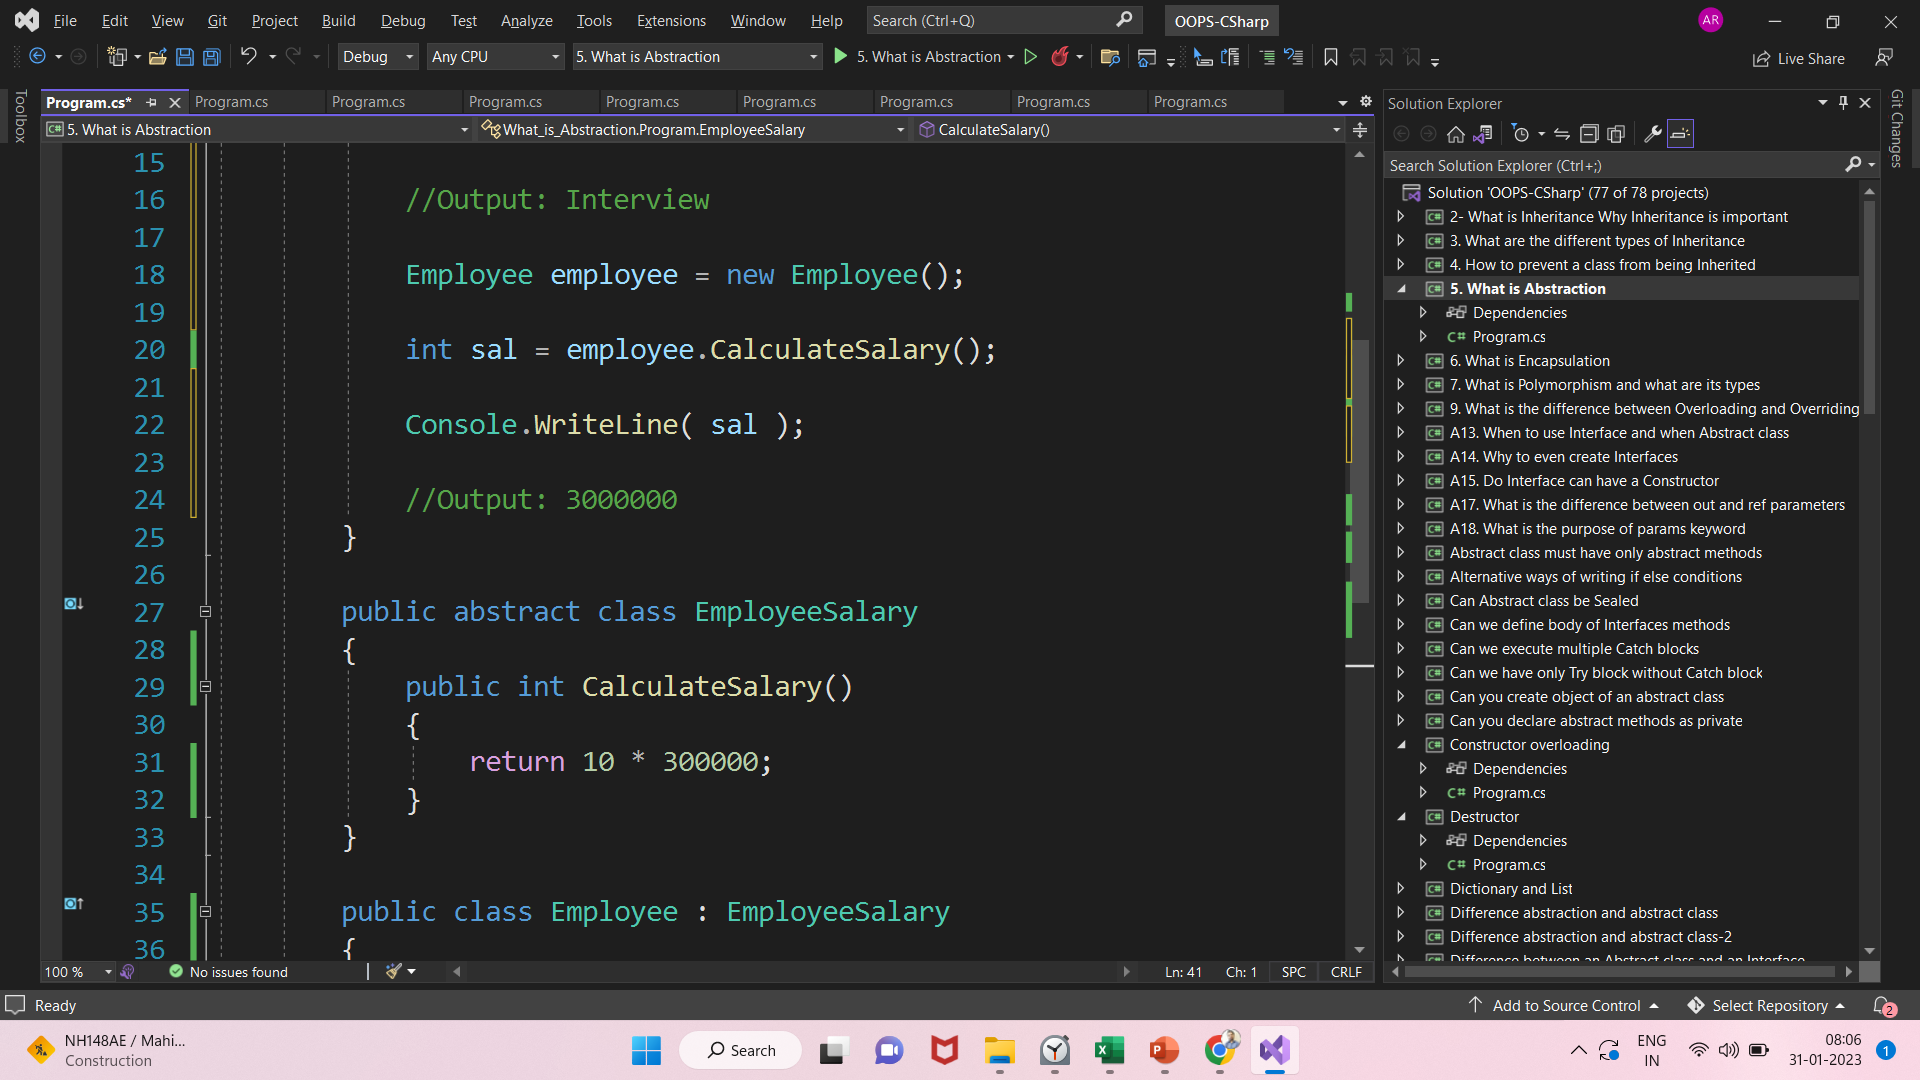 File Edit View Git Project Build Debug Test Analyze Tools Extensions Window Help Search (Ctrl+Q) OOPS-CSharp AR
Debug Any CPU 5. What is Abstraction 5. What is Abstraction Live Share
Toolbox
Program.cs* Program.cs Program.cs Program.cs Program.cs Program.cs Program.cs Program.cs Program.cs
5. What is Abstraction What_is_Abstraction.Program.EmployeeSalary CalculateSalary()
15
16 //Output: Interview
17
18 Employee employee = new Employee();
19
20 int sal = employee.CalculateSalary();
21
22 Console.WriteLine( sal );
23
24 //Output: 3000000
25 }
26
27 public abstract class EmployeeSalary
28 {
29 public int CalculateSalary()
30 {
31 return 10 * 300000;
32 }
33 }
34
35 public class Employee : EmployeeSalary
36 {
100 % No issues found Ln: 41 Ch: 1 SPC CRLF
Solution Explorer
Search Solution Explorer (Ctrl+;)
Solution 'OOPS-CSharp' (77 of 78 projects)
2- What is Inheritance Why Inheritance is important
3. What are the different types of Inheritance
4. How to prevent a class from being Inherited
5. What is Abstraction
Dependencies
C# Program.cs
6. What is Encapsulation
7. What is Polymorphism and what are its types
9. What is the difference between Overloading and Overriding
A13. When to use Interface and when Abstract class
A14. Why to even create Interfaces
A15. Do Interface can have a Constructor
A17. What is the difference between out and ref parameters
A18. What is the purpose of params keyword
Abstract class must have only abstract methods
Alternative ways of writing if else conditions
Can Abstract class be Sealed
Can we define body of Interfaces methods
Can we execute multiple Catch blocks
Can we have only Try block without Catch block
Can you create object of an abstract class
Can you declare abstract methods as private
Constructor overloading
Dependencies
C# Program.cs
Destructor
Dependencies
C# Program.cs
Dictionary and List
Difference abstraction and abstract class
Difference abstraction and abstract class-2
Difference between an Abstract class and an Interface
Git Changes
Ready Add to Source Control Select Repository 2
NH148AE / Mahi...
Construction
Search
ENG
IN
08:06
31-01-2023
1